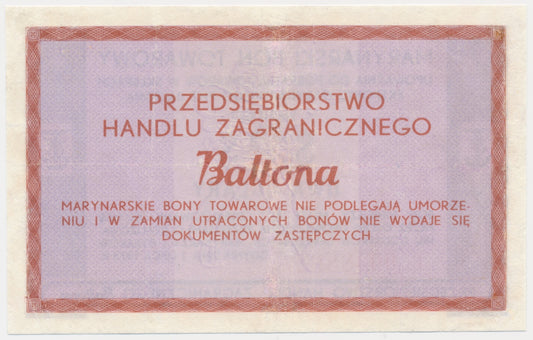 PRZEDSIĘBIORSTWO
HANDLU ZAGRANICZNEGO
Baltona
MARYNARSKIE BONY TOWAROWE NIE PODLEGAJĄ UMORZE-
NIU I W ZAMIAN UTRACONYCH BONÓW NIE WYDAJE SIĘ
DOKUMENTÓW ZASTĘPCZYCH